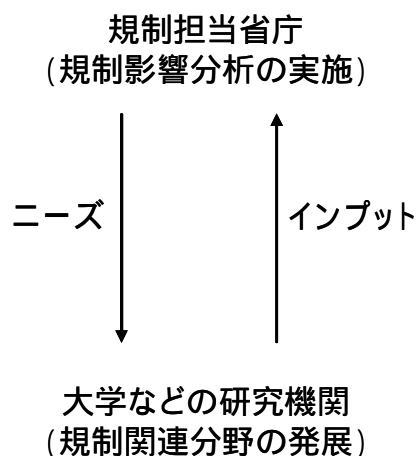 規制担当省庁
(規制影響分析の実施)
ニーズ
インプット
大学などの研究機関
(規制関連分野の発展)